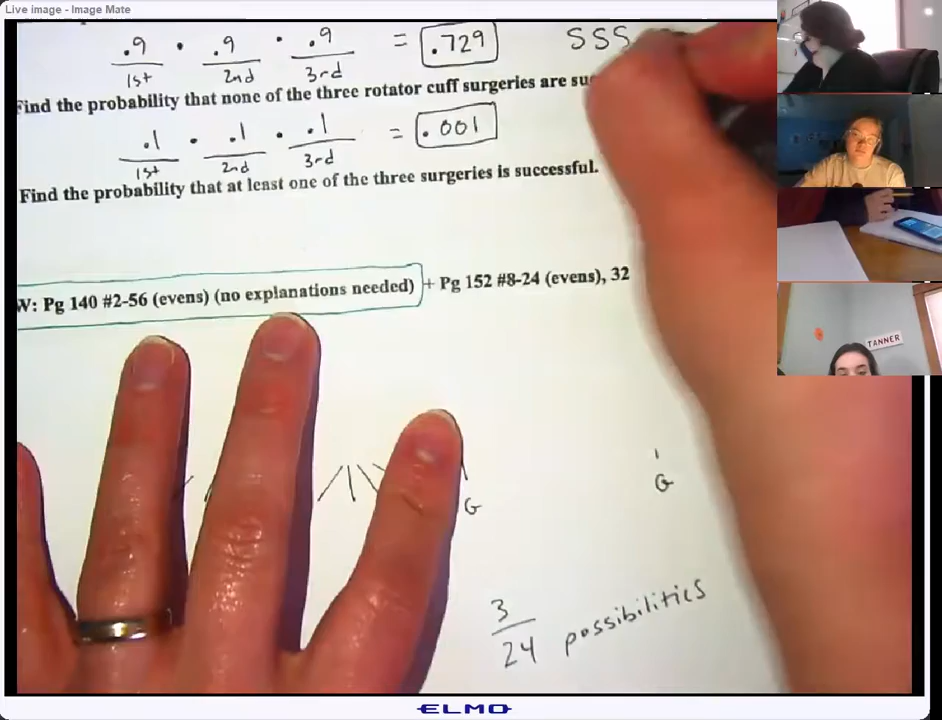 Live image - Image Mate
.9 · .9 · .9 = .729 SSS
1st 2nd 3rd
Find the probability that none of the three rotator cuff surgeries are su
.1 · .1 · .1 = .001
1st 2nd 3rd
Find the probability that at least one of the three surgeries is successful.
W: Pg 140 #2-56 (evens) (no explanations needed) + Pg 152 #8-24 (evens), 32
TANNER
G
G
3
24 possibilities
ELMO